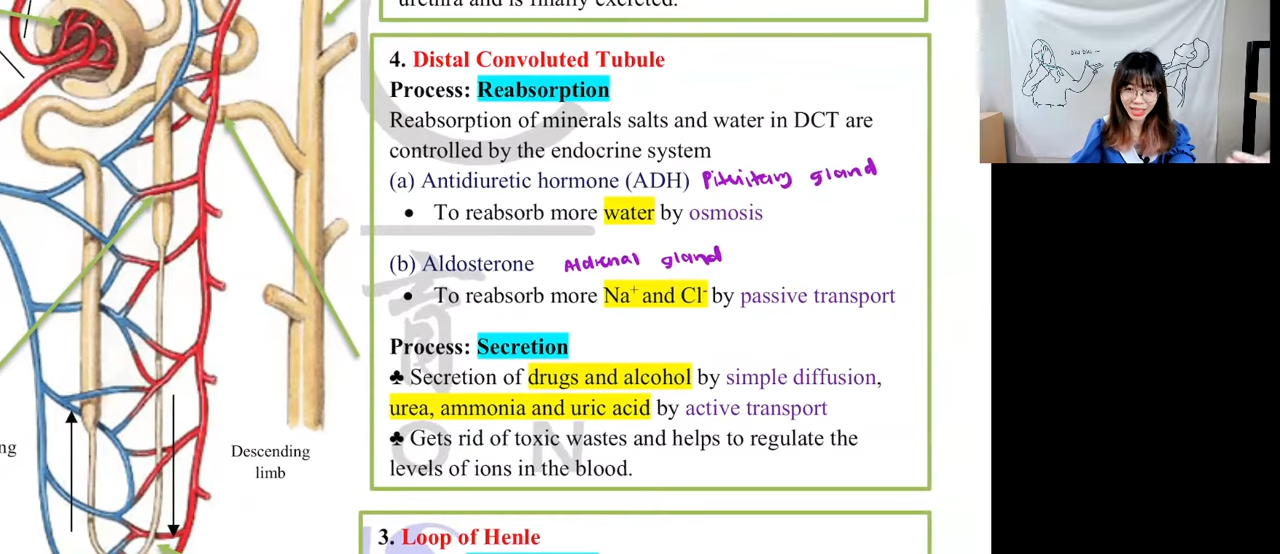 urethra and is finally excreted.
4. Distal Convoluted Tubule
Process: Reabsorption
Reabsorption of minerals salts and water in DCT are
controlled by the endocrine system
(a) Antidiuretic hormone (ADH) Pituitary gland
• To reabsorb more water by osmosis
(b) Aldosterone Aldrenal gland
• To reabsorb more Na⁺ and Cl⁻ by passive transport
Process: Secretion
♣ Secretion of drugs and alcohol by simple diffusion,
urea, ammonia and uric acid by active transport
♣ Gets rid of toxic wastes and helps to regulate the
levels of ions in the blood.
3. Loop of Henle
ng
Descending
limb
育
O N